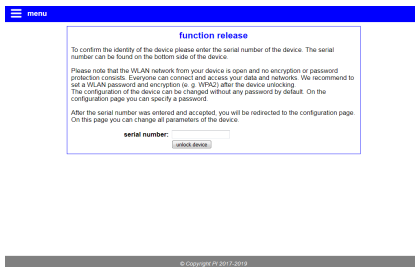 menu
function release
To confirm the identity of the device please enter the serial number of the device. The serial
number can be found on the bottom side of the device.
Please note that the WLAN network from your device is open and no encryption or password
protection consists. Everyone can connect and access your data and networks. We recommend to
set a WLAN password and encryption (e. g. WPA2) after the device unlocking.
The configuration of the device can be changed without any password by default. On the
configuration page you can specify a password.
After the serial number was entered and accepted, you will be redirected to the configuration page.
On this page you can change all parameters of the device.
serial number:
unlock device
© Copyright PI 2017-2019